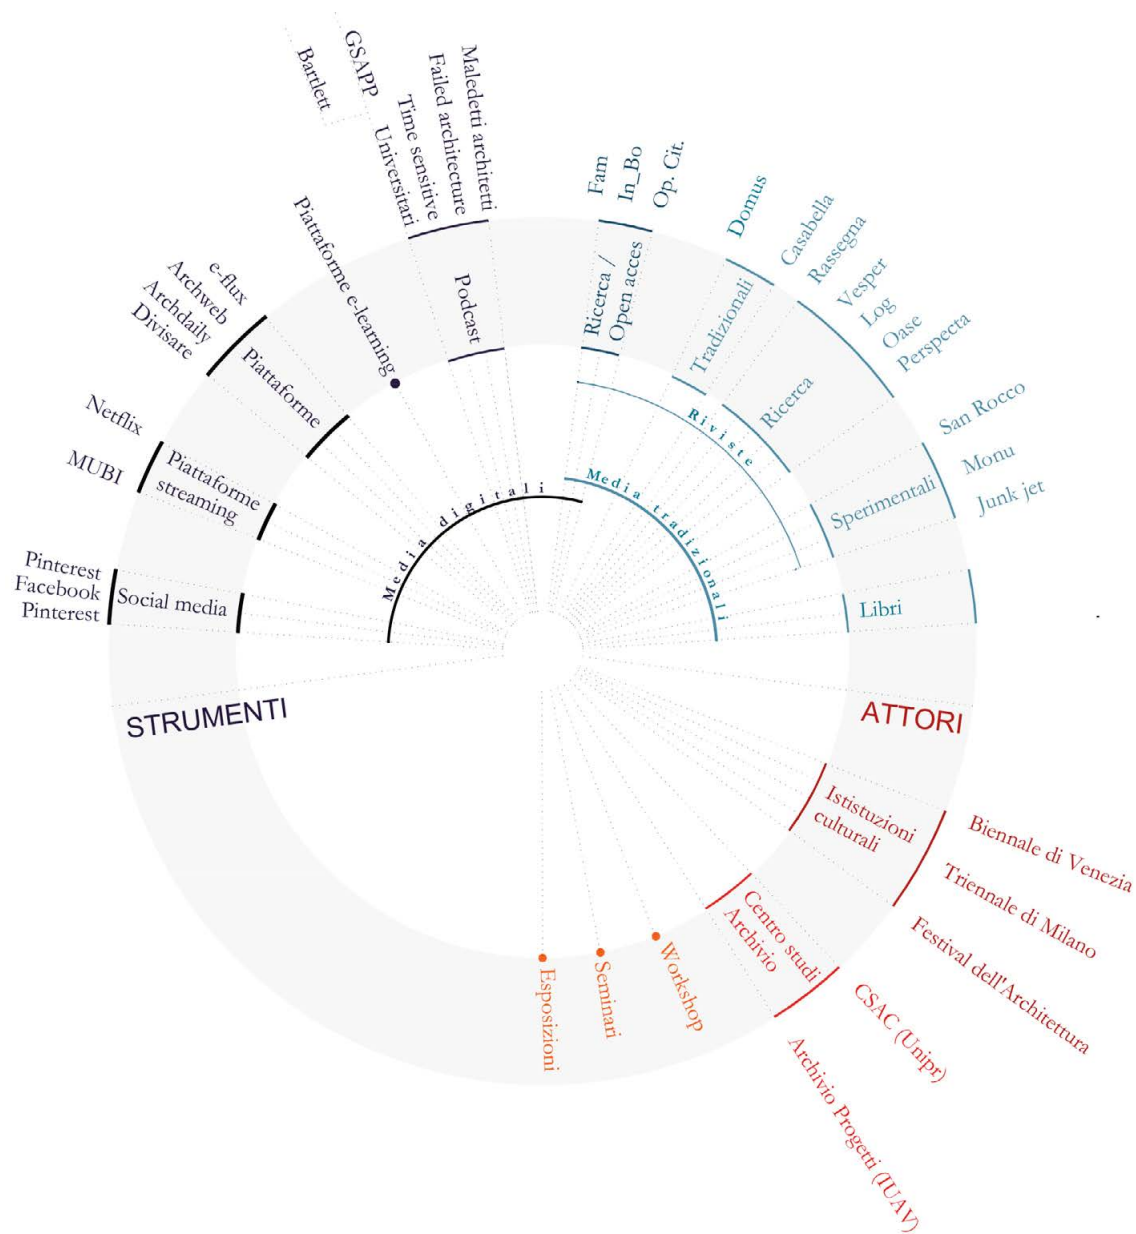 GSAPP
Bartlett
Universitari
Time sensitive
Failed architecture
Maledetti architetti
Podcast
Piattaforme e-learning
e-flux
Archweb
Archdaily
Divisare
Piattaforme
Netflix
MUBI
Piattaforme
streaming
Pinterest
Facebook
Pinterest
Social media
Media digitali
STRUMENTI
Fam
In_Bo
Op. Cit.
Ricerca /
Open acces
Domus
Casabella
Tradizionali
Rassegna
Vesper
Log
Oase
Perspecta
Ricerca
Riviste
Media tradizionali
San Rocco
Monu
Junk jet
Sperimentali
Libri
ATTORI
Ististuzioni
culturali
Biennale di Venezia
Triennale di Milano
Festival dell'Architettura
Centro studi
Archivio
CSAC (Unipr)
Archivio Progetti (IUAV)
Workshop
Seminari
Esposizioni